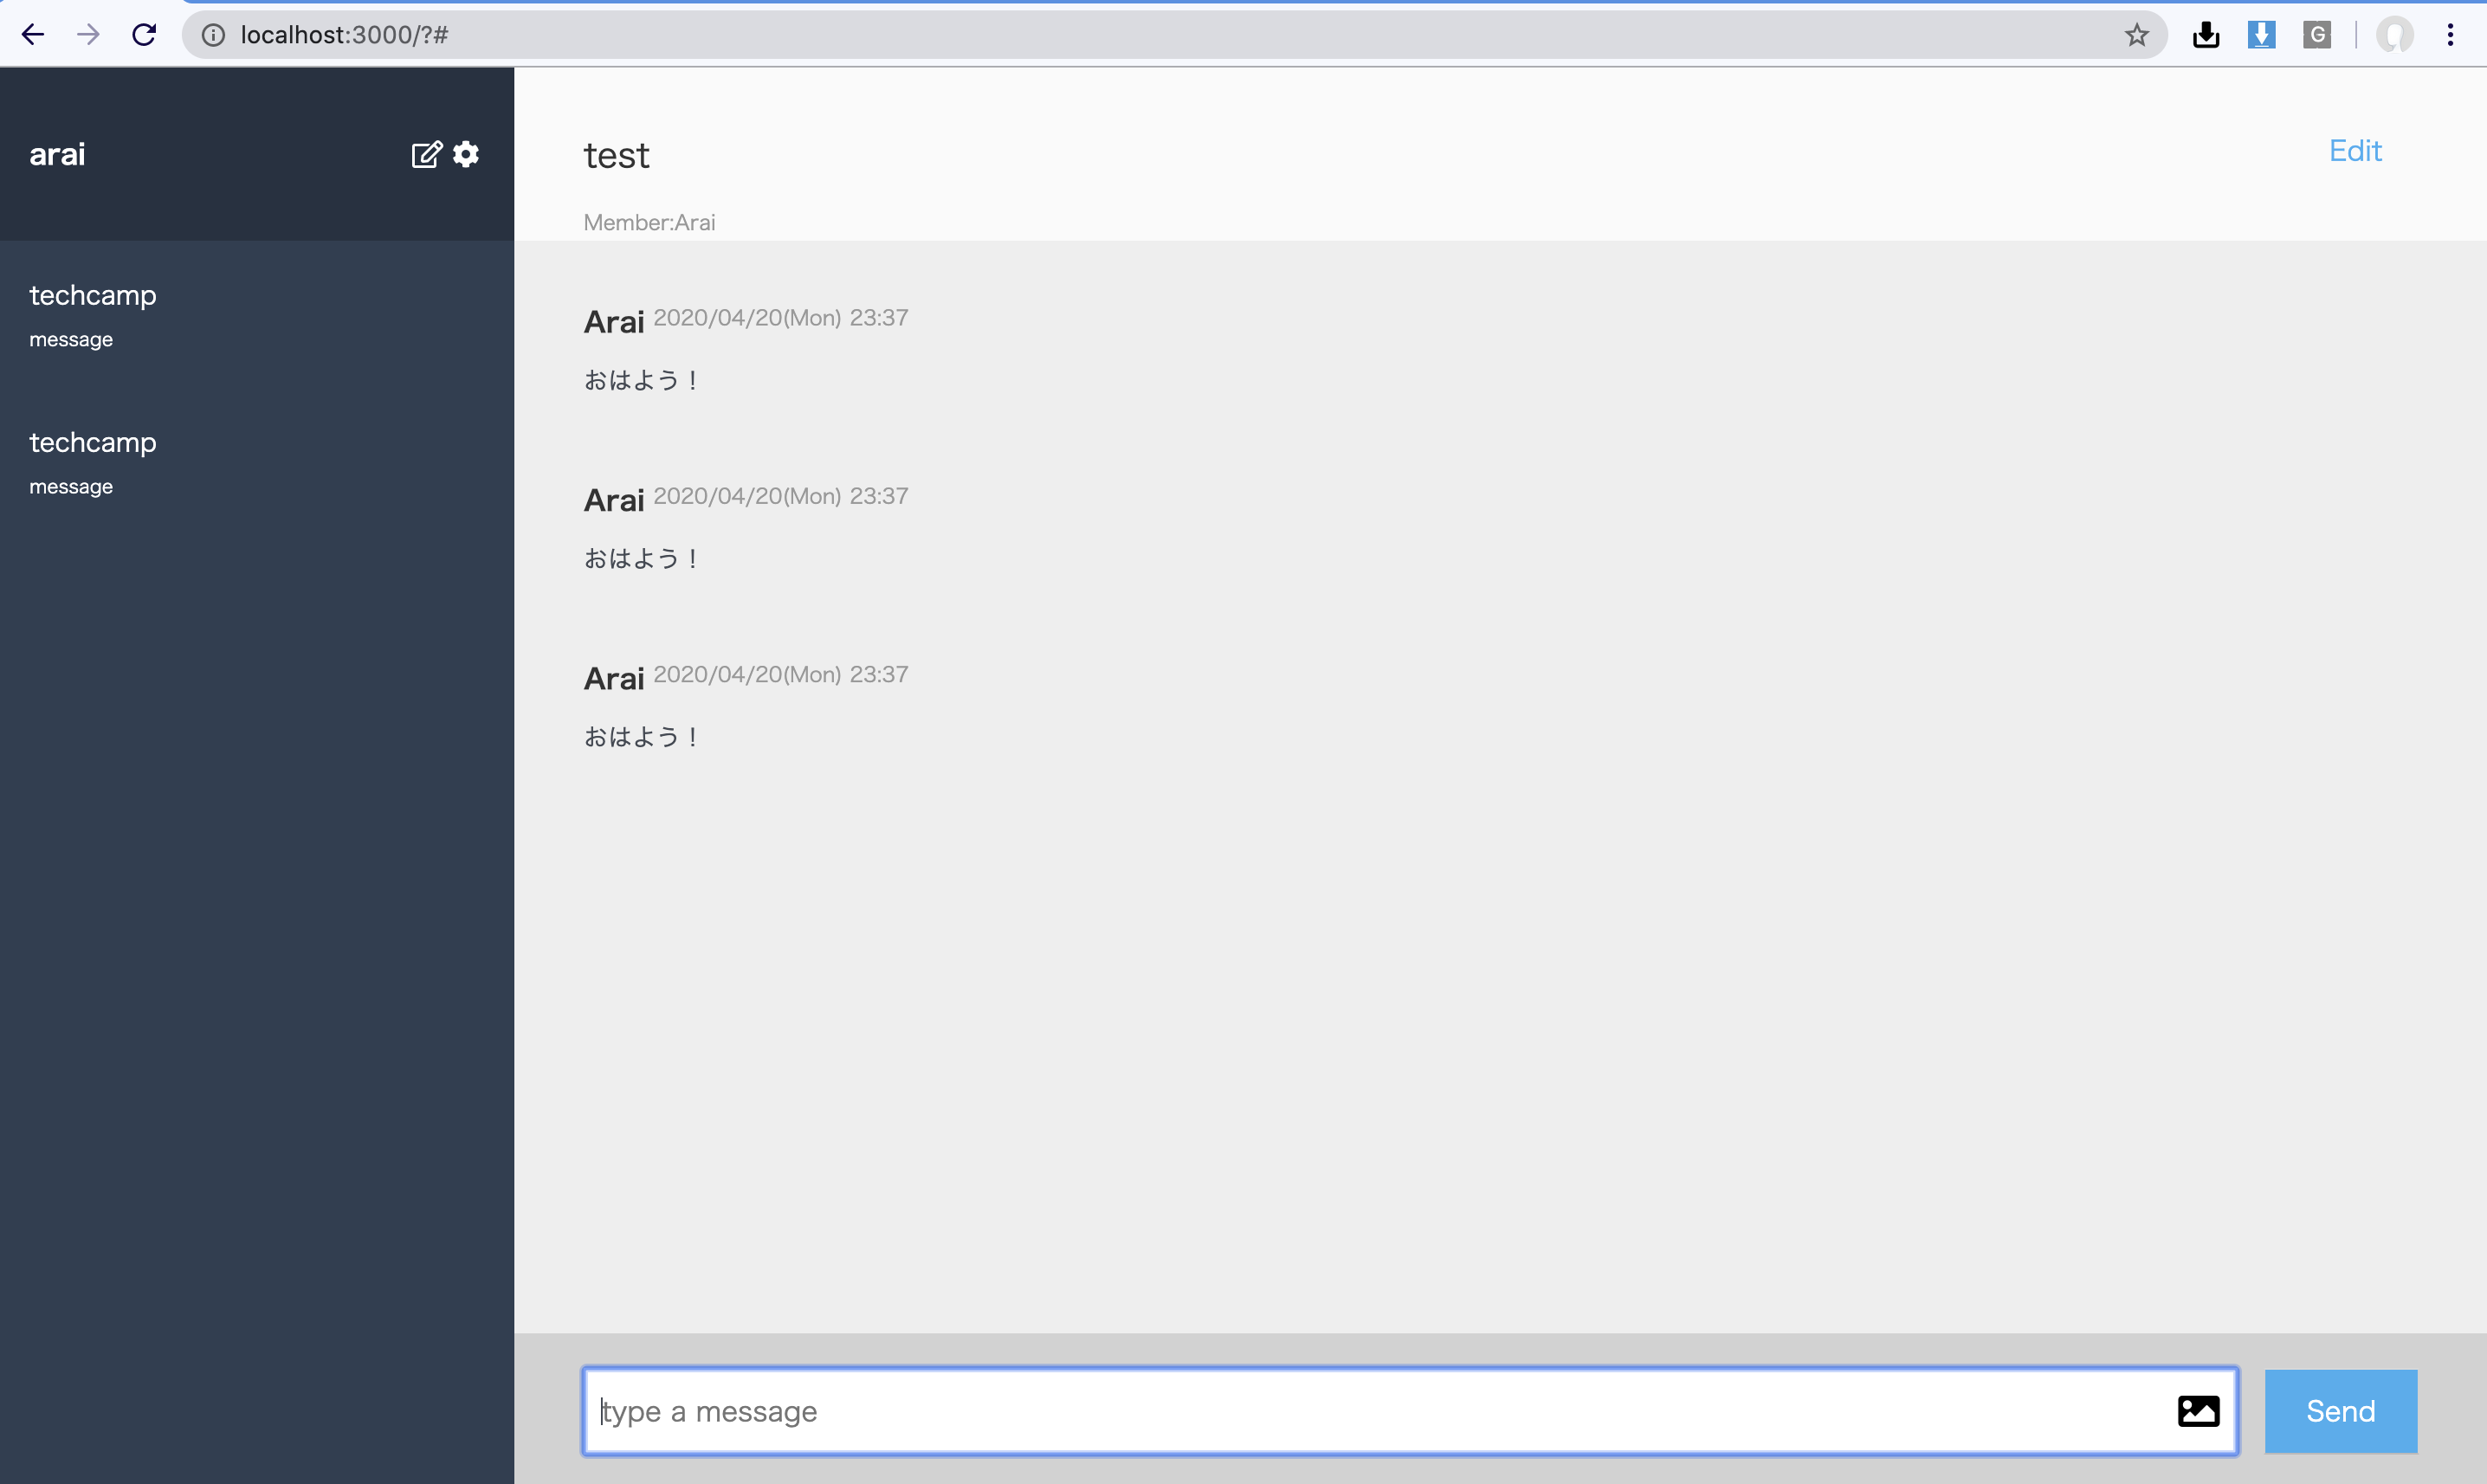 localhost:3000/?#
G
arai
techcamp
message
techcamp
message
test
Edit
Member:Arai
Arai 2020/04/20(Mon) 23:37
おはよう！
Arai 2020/04/20(Mon) 23:37
おはよう！
Arai 2020/04/20(Mon) 23:37
おはよう！
type a message
Send